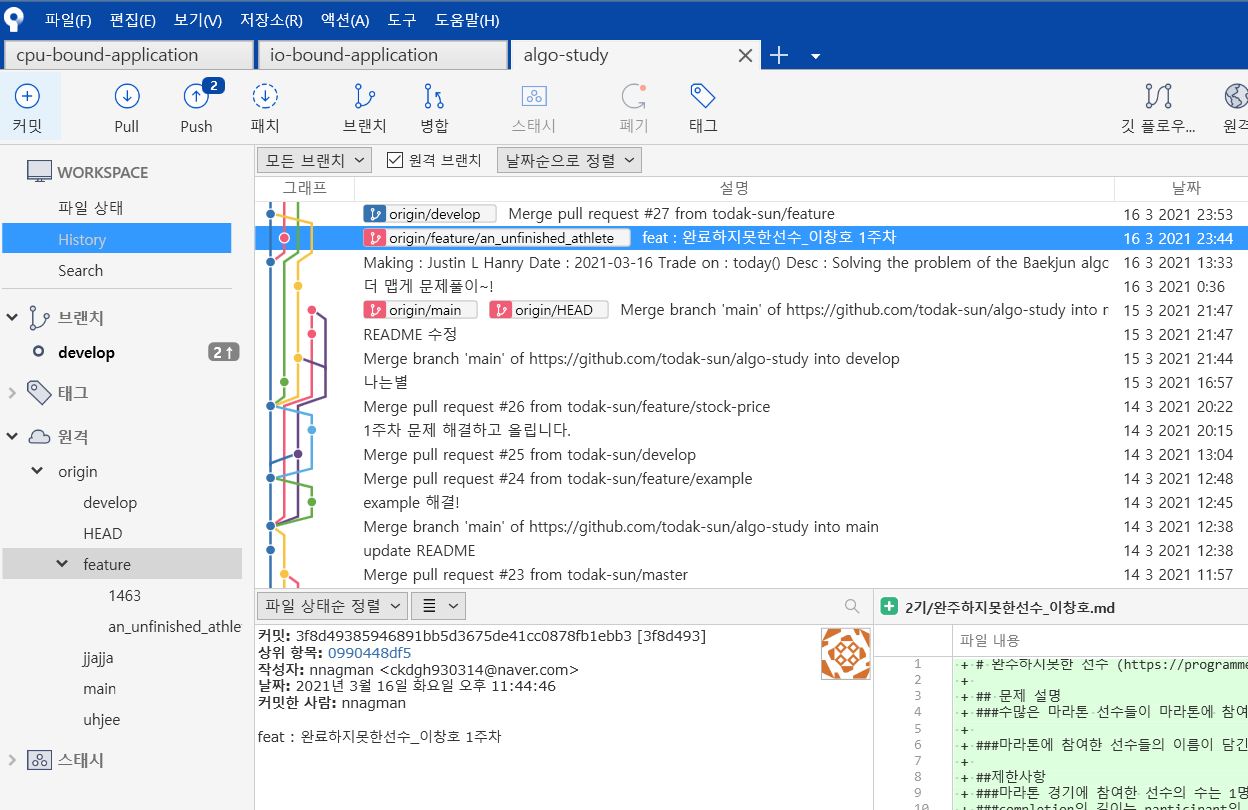 파일(F) 편집(E) 보기(V) 저장소(R) 액션(A) 도구 도움말(H)
cpu-bound-application io-bound-application algo-study
2
커밋 Pull Push 패치 브랜치 병합 스태시 폐기 태그 깃 플로우... 원격
WORKSPACE
파일 상태
History
Search
브랜치
develop 2↑
태그
원격
origin
develop
HEAD
feature
1463
an_unfinished_athle
jjajja
main
uhjee
스태시
모든 브랜치 원격 브랜치 날짜순으로 정렬
그래프 설명 날짜
origin/develop Merge pull request #27 from todak-sun/feature 16 3 2021 23:53
origin/feature/an_unfinished_athlete feat : 완료하지못한선수_이창호 1주차 16 3 2021 23:44
Making : Justin L Hanry Date : 2021-03-16 Trade on : today() Desc : Solving the problem of the Baekjun algc 16 3 2021 13:33
더 맵게 문제풀이~! 16 3 2021 0:36
origin/main origin/HEAD Merge branch 'main' of https://github.com/todak-sun/algo-study into m 15 3 2021 21:47
README 수정 15 3 2021 21:47
Merge branch 'main' of https://github.com/todak-sun/algo-study into develop 15 3 2021 21:44
나는별 15 3 2021 16:57
Merge pull request #26 from todak-sun/feature/stock-price 14 3 2021 20:22
1주차 문제 해결하고 올립니다. 14 3 2021 20:15
Merge pull request #25 from todak-sun/develop 14 3 2021 13:04
Merge pull request #24 from todak-sun/feature/example 14 3 2021 12:48
example 해결! 14 3 2021 12:45
Merge branch 'main' of https://github.com/todak-sun/algo-study into main 14 3 2021 12:38
update README 14 3 2021 12:38
Merge pull request #23 from todak-sun/master 14 3 2021 11:57
파일 상태순 정렬
커밋: 3f8d49385946891bb5d3675de41cc0878fb1ebb3 [3f8d493]
상위 항목: 0990448df5
작성자: nnagman <ckdgh930314@naver.com>
날짜: 2021년 3월 16일 화요일 오후 11:44:46
커밋한 사람: nnagman
feat : 완료하지못한선수_이창호 1주차
2기/완주하지못한선수_이창호.md
파일 내용
1 + # 완주하지못한 선수 (https://programme
2 +
3 + ## 문제 설명
4 + ###수많은 마라톤 선수들이 마라톤에 참여
5 +
6 + ###마라톤에 참여한 선수들의 이름이 담긴
7 +
8 + ##제한사항
9 + ###마라톤 경기에 참여한 선수의 수는 1명
10 + ###completion의 길이는 participant의